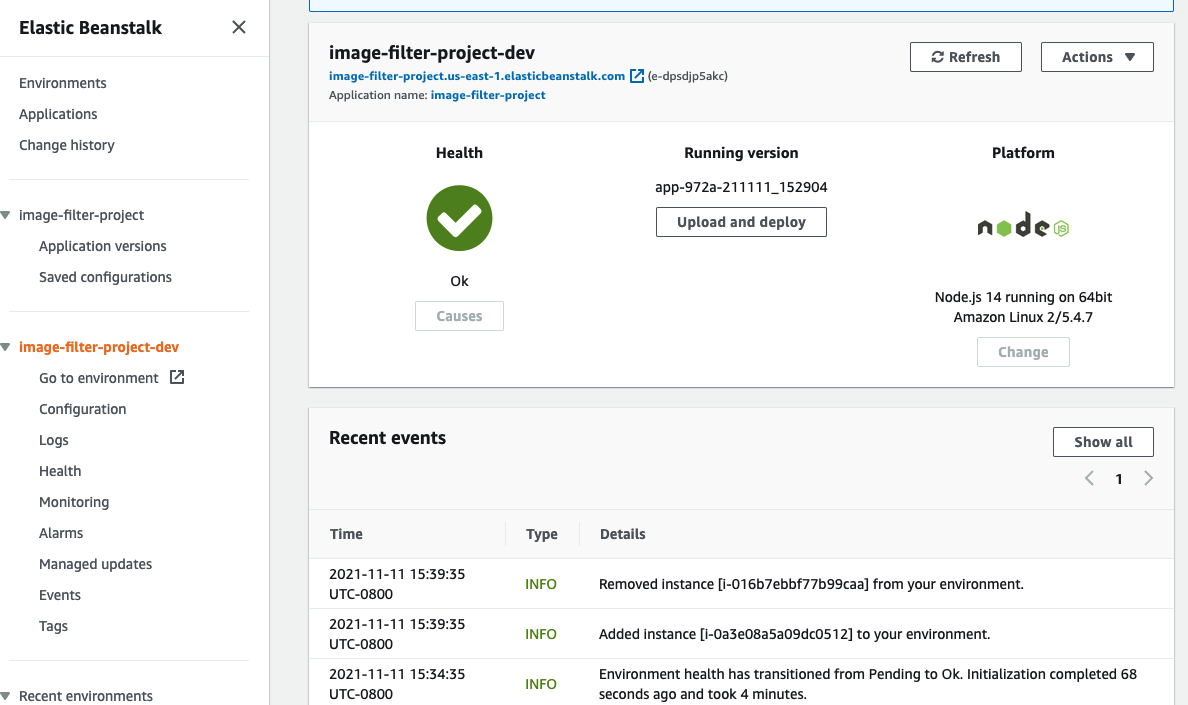 Elastic Beanstalk
Environments
Applications
Change history
image-filter-project
Application versions
Saved configurations
image-filter-project-dev
Go to environment
Configuration
Logs
Health
Monitoring
Alarms
Managed updates
Events
Tags
Recent environments
image-filter-project-dev
Refresh
Actions
image-filter-project.us-east-1.elasticbeanstalk.com (e-dpsdjp5akc)
Application name: image-filter-project
Health
Ok
Causes
Running version
app-972a-211111_152904
Upload and deploy
Platform
node JS
Node.js 14 running on 64bit
Amazon Linux 2/5.4.7
Change
Recent events
Show all
1
Time Type Details
2021-11-11 15:39:35
UTC-0800
INFO
Removed instance [i-016b7ebbf77b99caa] from your environment.
2021-11-11 15:39:35
UTC-0800
INFO
Added instance [i-0a3e08a5a09dc0512] to your environment.
2021-11-11 15:34:35
UTC-0800
INFO
Environment health has transitioned from Pending to Ok. Initialization completed 68
seconds ago and took 4 minutes.